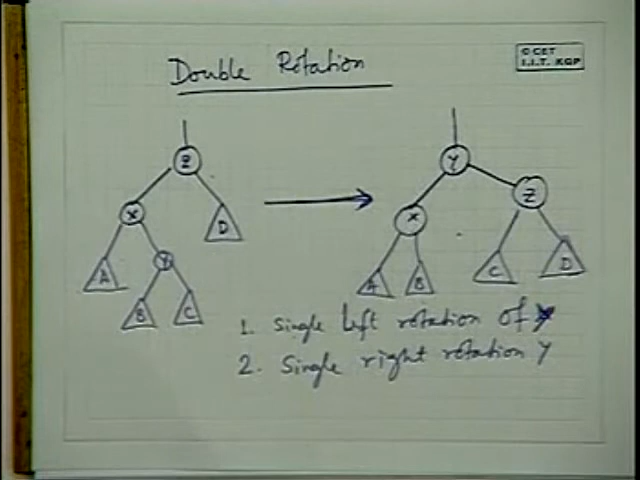 Double Rotation
© CET
I.I.T. KGP
Z
X
D
A
Y
B
C
Y
X
Z
A
B
C
D
1. Single left rotation of Y
2. Single right rotation Y